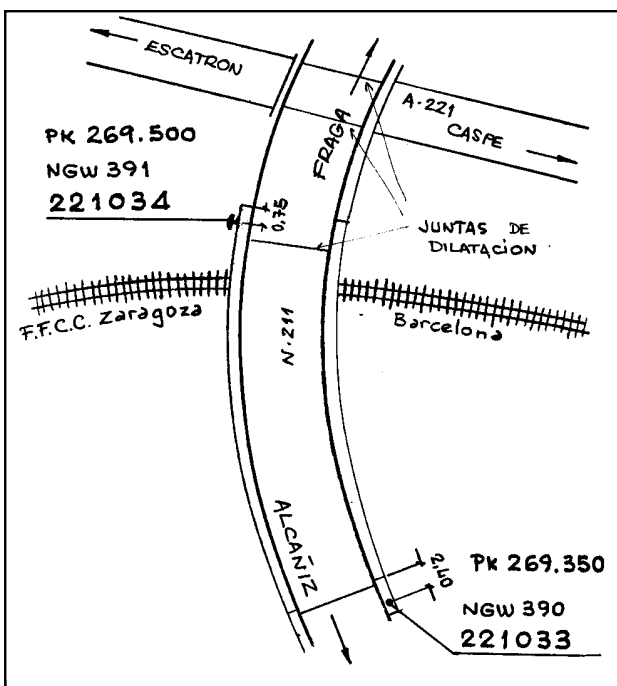 ESCATRON
A-221
CASPE
FRAGA
PK 269.500
NGW 391
221034
0,75
JUNTAS DE
DILATACION
F.F.C.C. Zaragoza
Barcelona
N-211
ALCAÑIZ
2,40
PK 269.350
NGW 390
221033